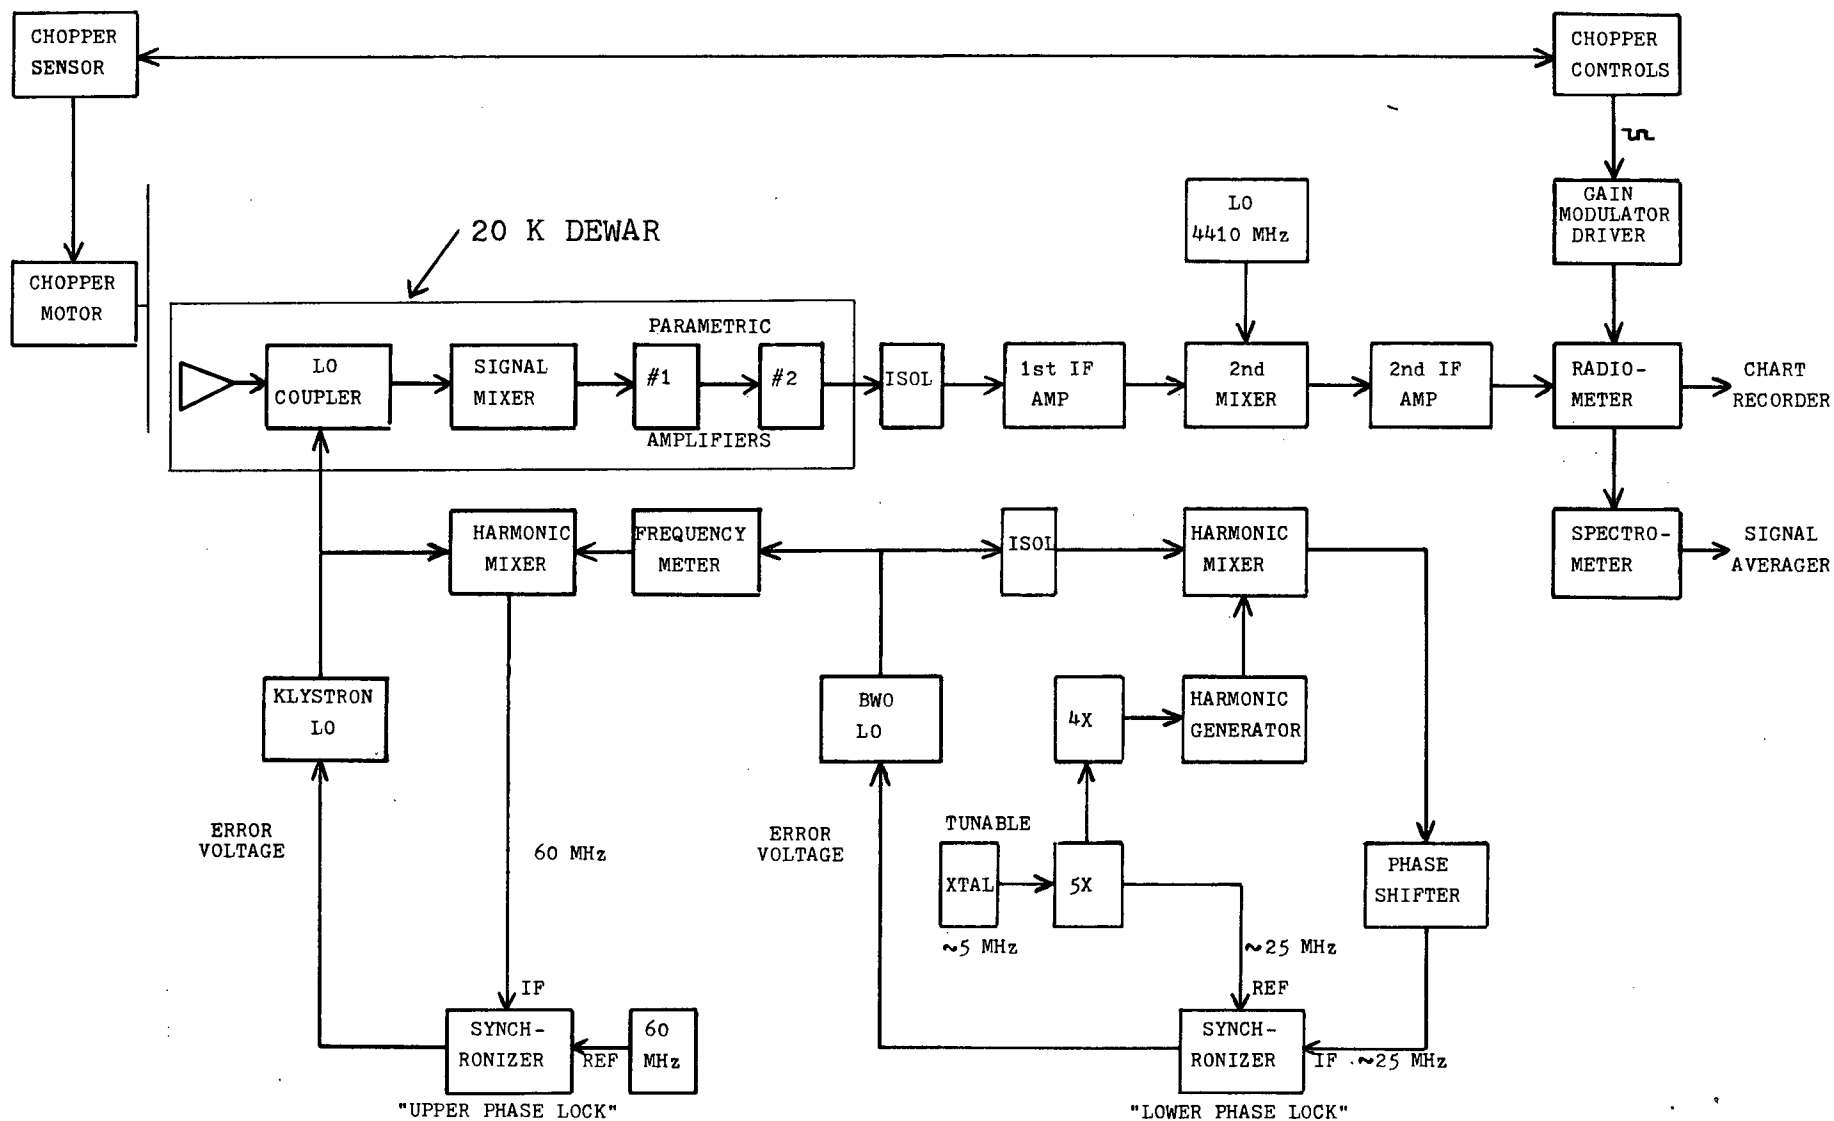 CHOPPER
SENSOR
CHOPPER
CONTROLS
GAIN
MODULATOR
DRIVER
LO
4410 MHz
20 K DEWAR
CHOPPER
MOTOR
PARAMETRIC
LO
COUPLER
SIGNAL
MIXER
#1
#2
AMPLIFIERS
ISOL
1st IF
AMP
2nd
MIXER
2nd IF
AMP
RADIO-
METER
CHART
RECORDER
HARMONIC
MIXER
FREQUENCY
METER
ISOL
HARMONIC
MIXER
SPECTRO-
METER
SIGNAL
AVERAGER
KLYSTRON
LO
BWO
LO
4X
HARMONIC
GENERATOR
ERROR
VOLTAGE
60 MHz
ERROR
VOLTAGE
TUNABLE
XTAL
5X
~5 MHz
~25 MHz
PHASE
SHIFTER
IF
REF
SYNCH-
RONIZER
REF
60
MHz
SYNCH-
RONIZER
IF ~25 MHz
"UPPER PHASE LOCK"
"LOWER PHASE LOCK"